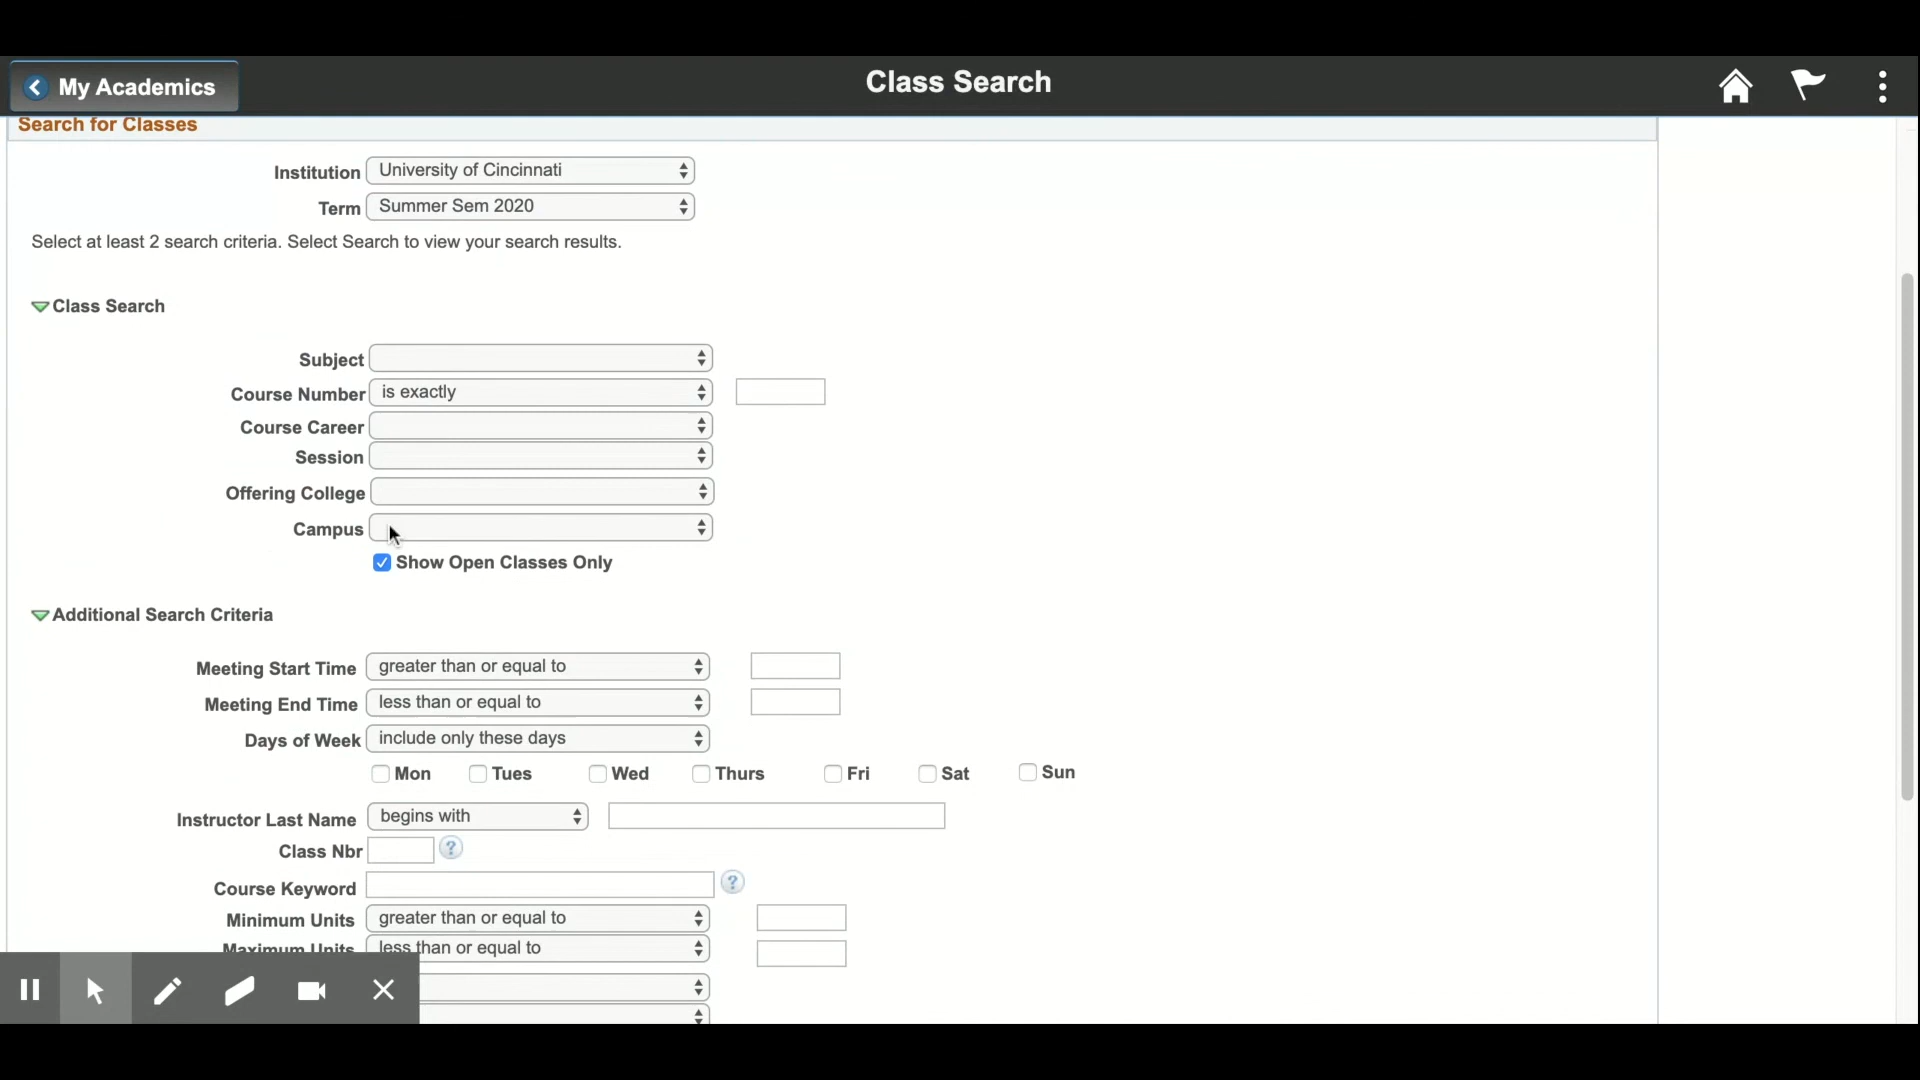 My Academics
Class Search
Search for Classes
Institution University of Cincinnati
Term Summer Sem 2020
Select at least 2 search criteria. Select Search to view your search results.
Class Search
Subject
Course Number is exactly
Course Career
Session
Offering College
Campus
Show Open Classes Only
Additional Search Criteria
Meeting Start Time greater than or equal to
Meeting End Time less than or equal to
Days of Week include only these days
Mon Tues Wed Thurs Fri Sat Sun
Instructor Last Name begins with
Class Nbr ?
Course Keyword ?
Minimum Units greater than or equal to
Maximum Units less than or equal to